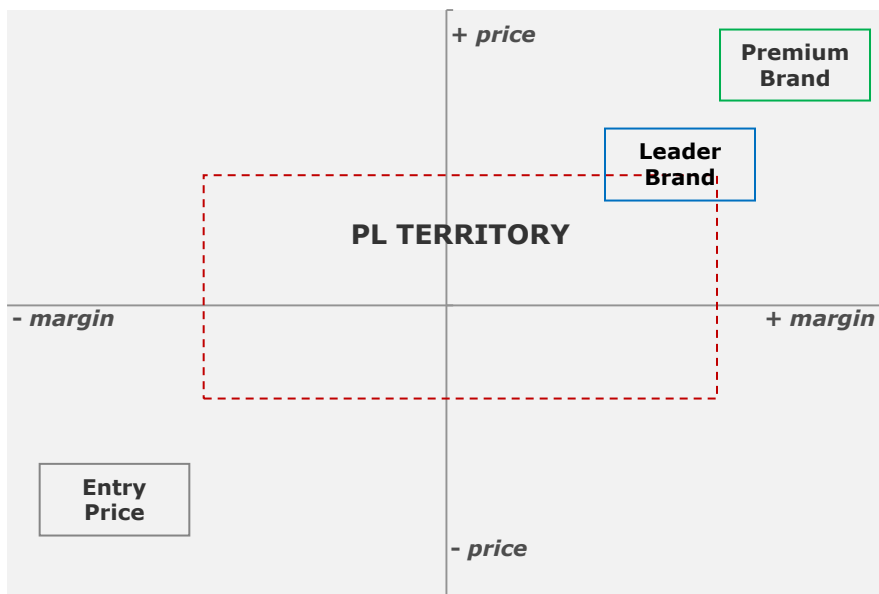 + price
Premium
Brand
Leader
Brand
PL TERRITORY
- margin
+ margin
Entry
Price
- price